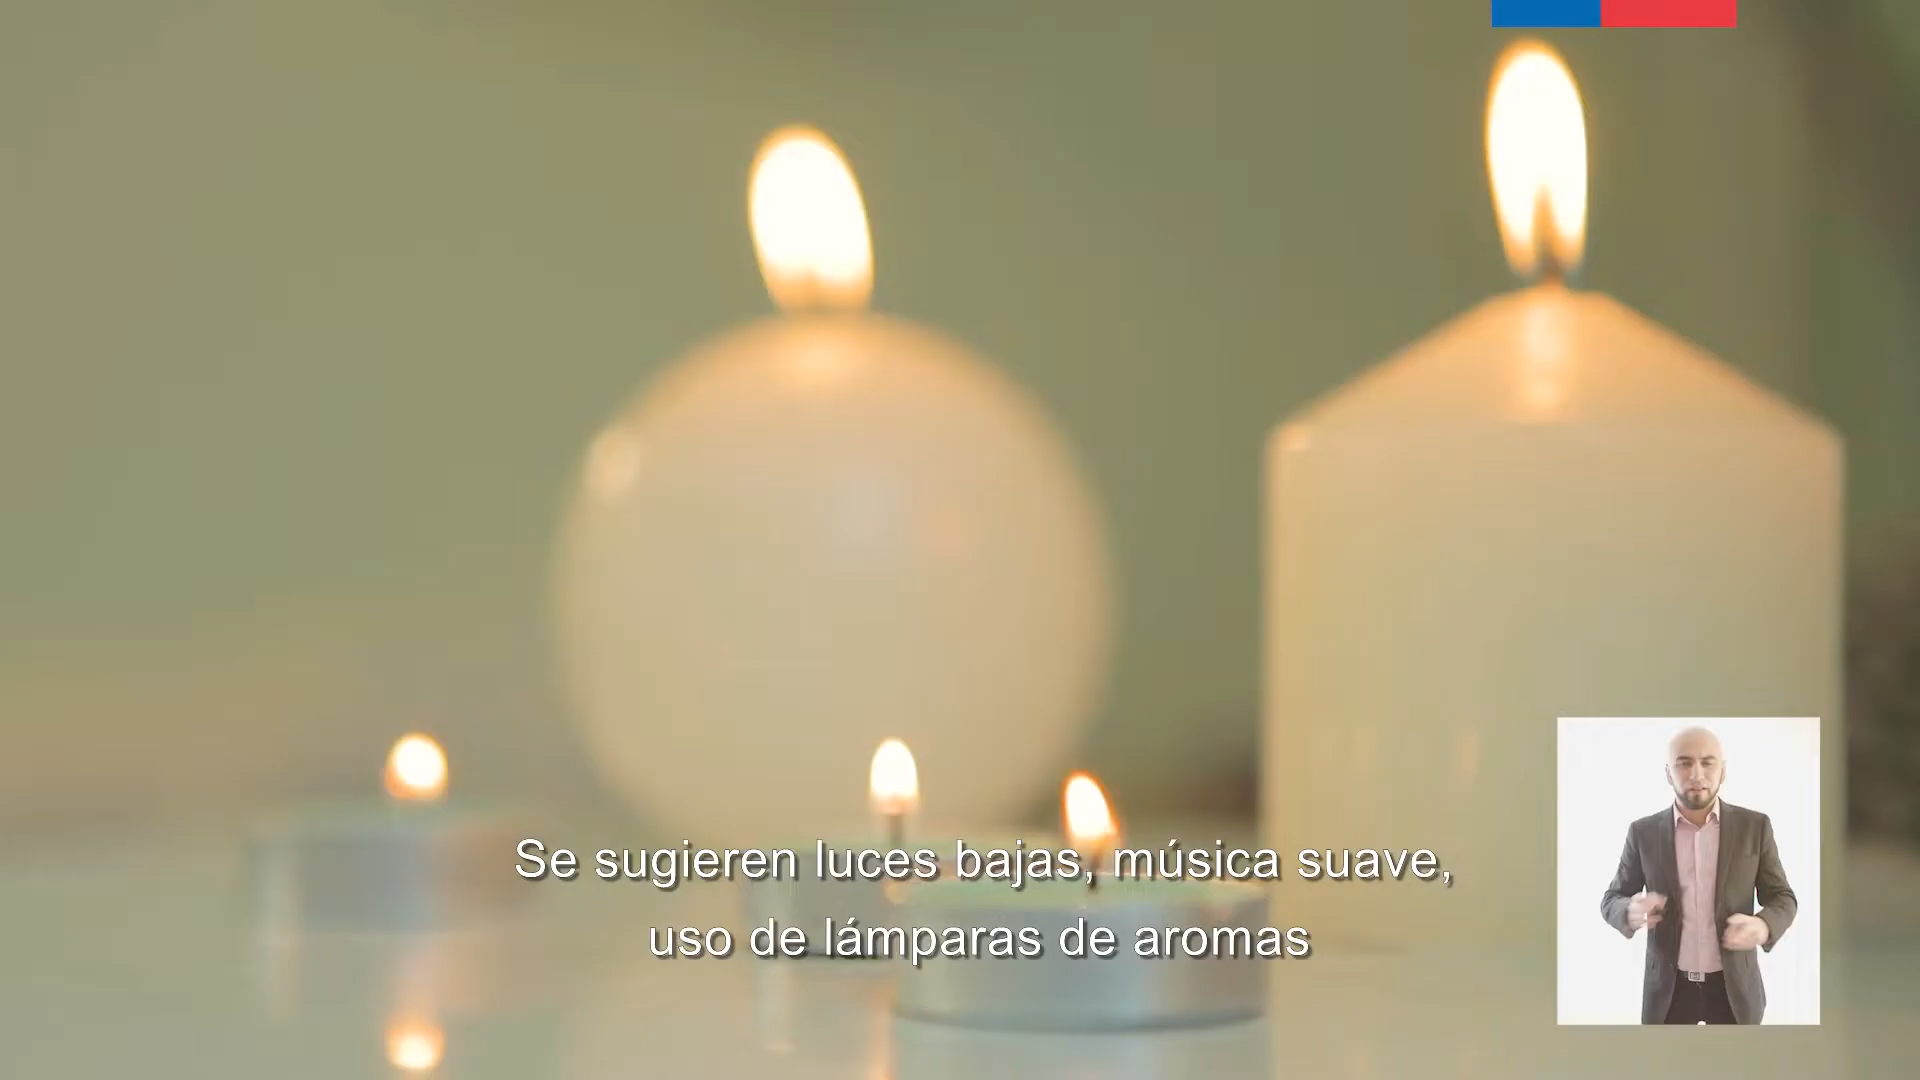 Se sugieren luces bajas, música suave,
uso de lámparas de aromas